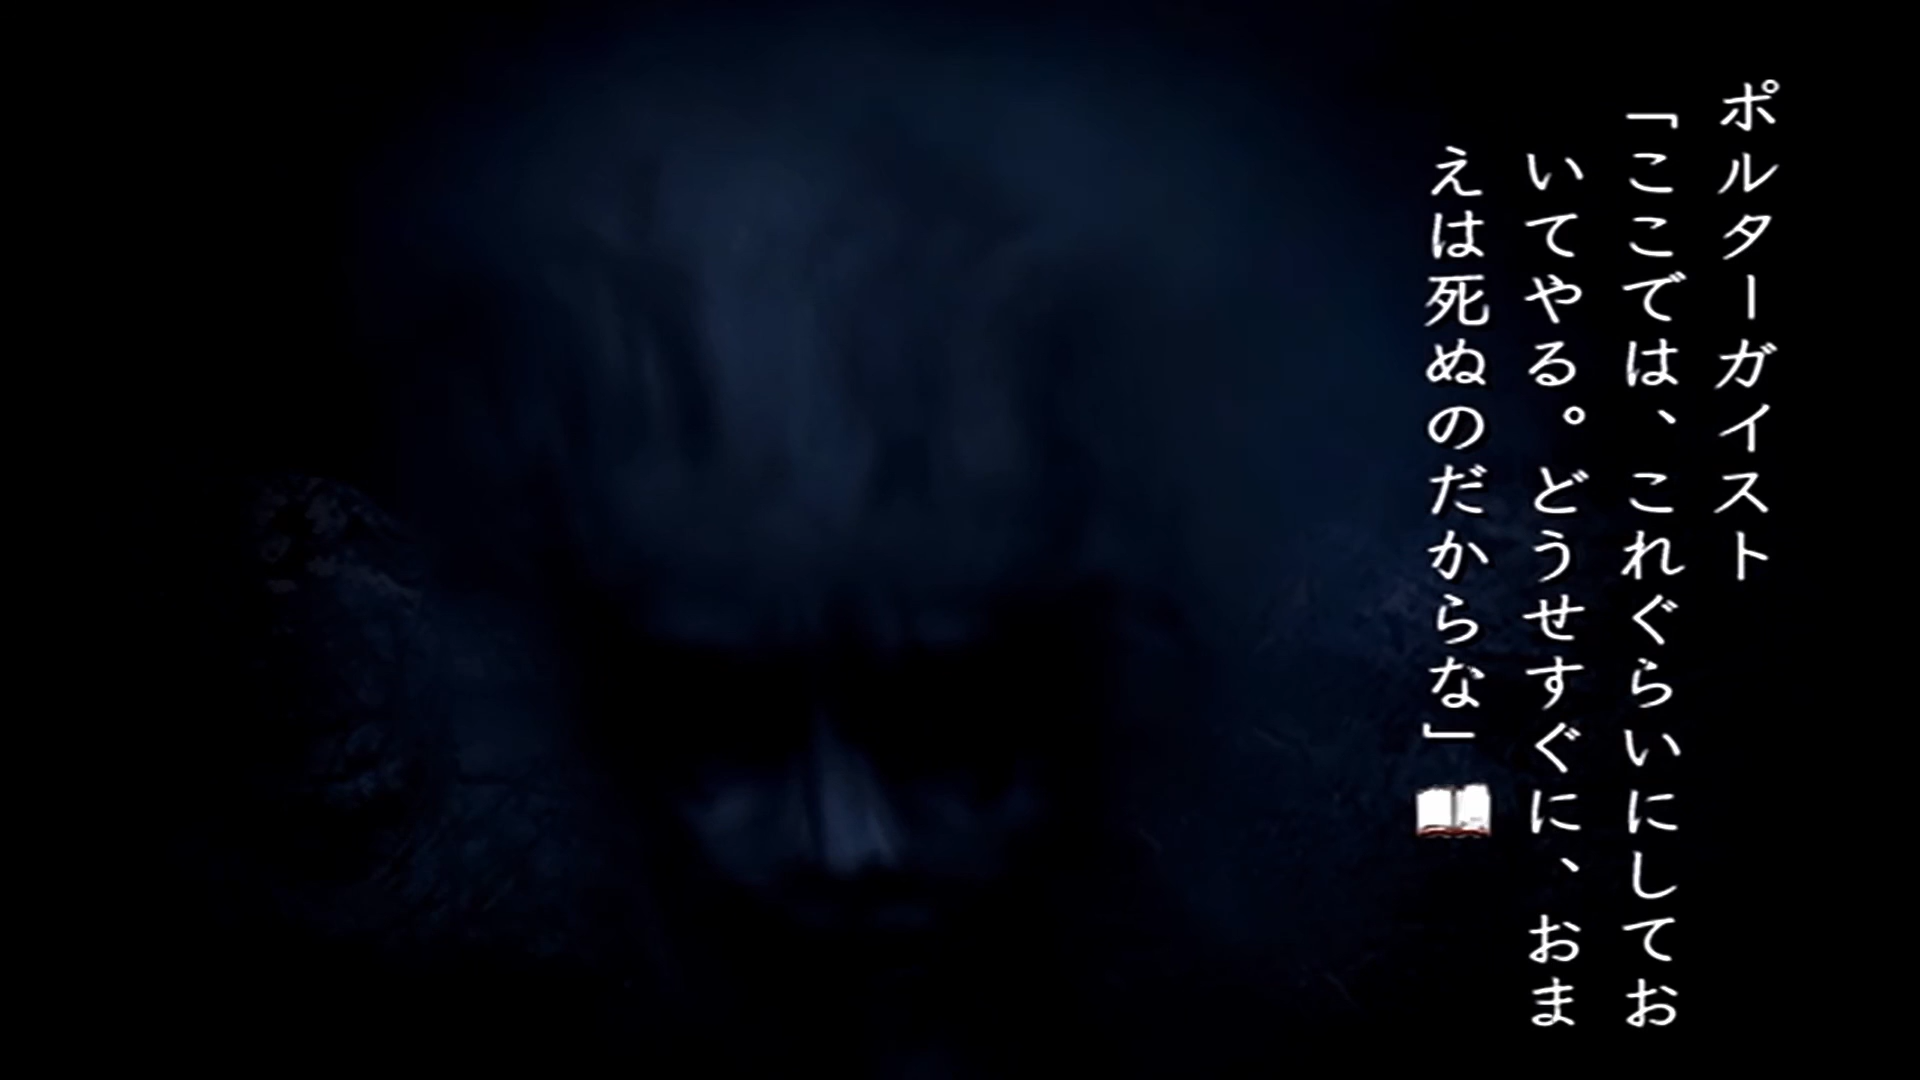 ポルターガイスト
「ここでは、これぐらいにしてお
いてやる。どうせすぐに、おま
えは死ぬのだからな」